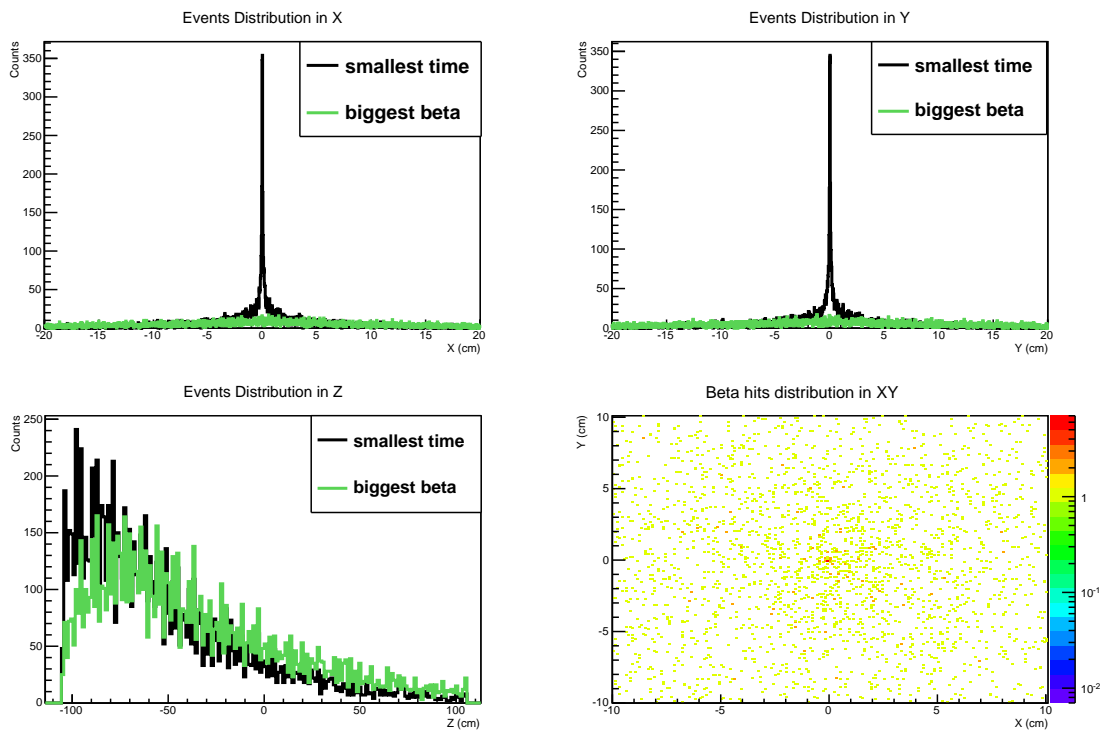 Events Distribution in X
Counts
350
300
250
200
150
100
50
0
smallest time
biggest beta
-20 -15 -10 -5 0 5 10 15 20
X (cm)
Events Distribution in Y
Counts
350
300
250
200
150
100
50
0
smallest time
biggest beta
-20 -15 -10 -5 0 5 10 15 20
Y (cm)
Events Distribution in Z
Counts
250
200
150
100
50
0
smallest time
biggest beta
-100 -50 0 50 100
Z (cm)
Beta hits distribution in XY
Y (cm)
10
5
0
-5
-10
-10 -5 0 5 10
X (cm)
1
10-1
10-2